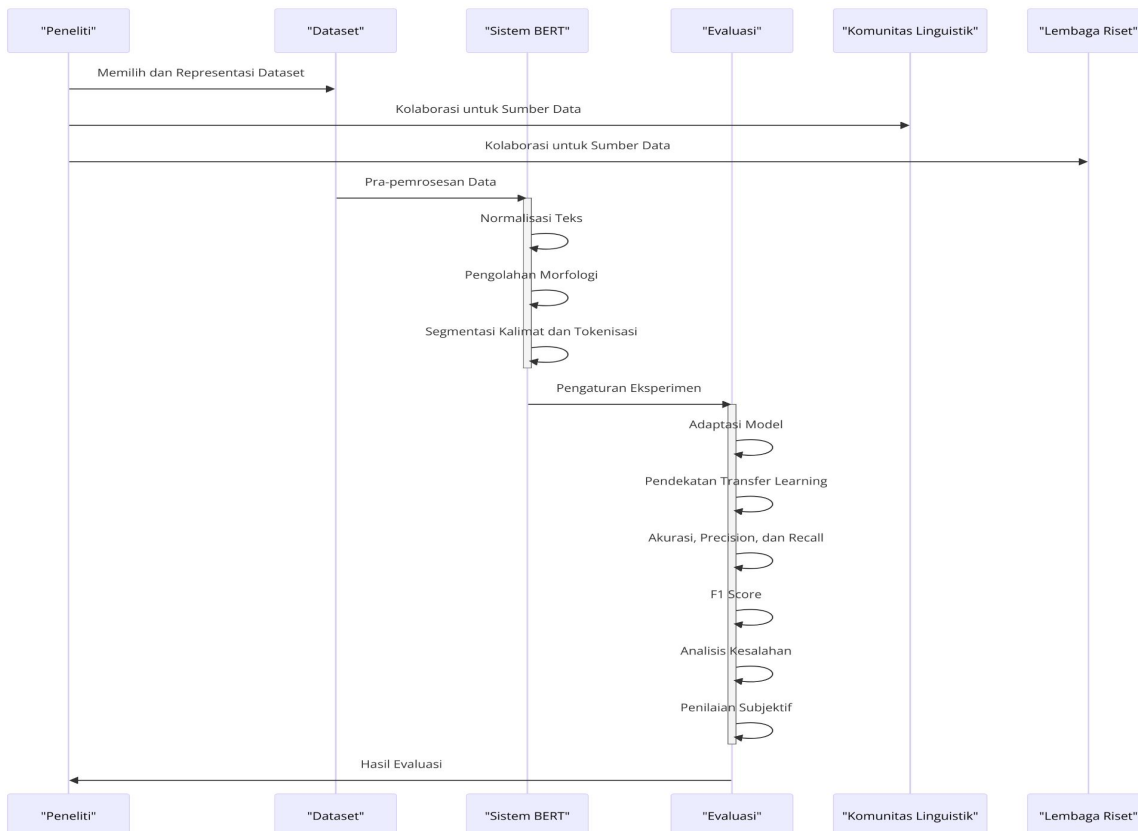 "Peneliti"
"Dataset"
"Sistem BERT"
"Evaluasi"
"Komunitas Linguistik"
"Lembaga Riset"
Memilih dan Representasi Dataset
Kolaborasi untuk Sumber Data
Kolaborasi untuk Sumber Data
Pra-pemrosesan Data
Normalisasi Teks
Pengolahan Morfologi
Segmentasi Kalimat dan Tokenisasi
Pengaturan Eksperimen
Adaptasi Model
Pendekatan Transfer Learning
Akurasi, Precision, dan Recall
F1 Score
Analisis Kesalahan
Penilaian Subjektif
Hasil Evaluasi
"Peneliti"
"Dataset"
"Sistem BERT"
"Evaluasi"
"Komunitas Linguistik"
"Lembaga Riset"